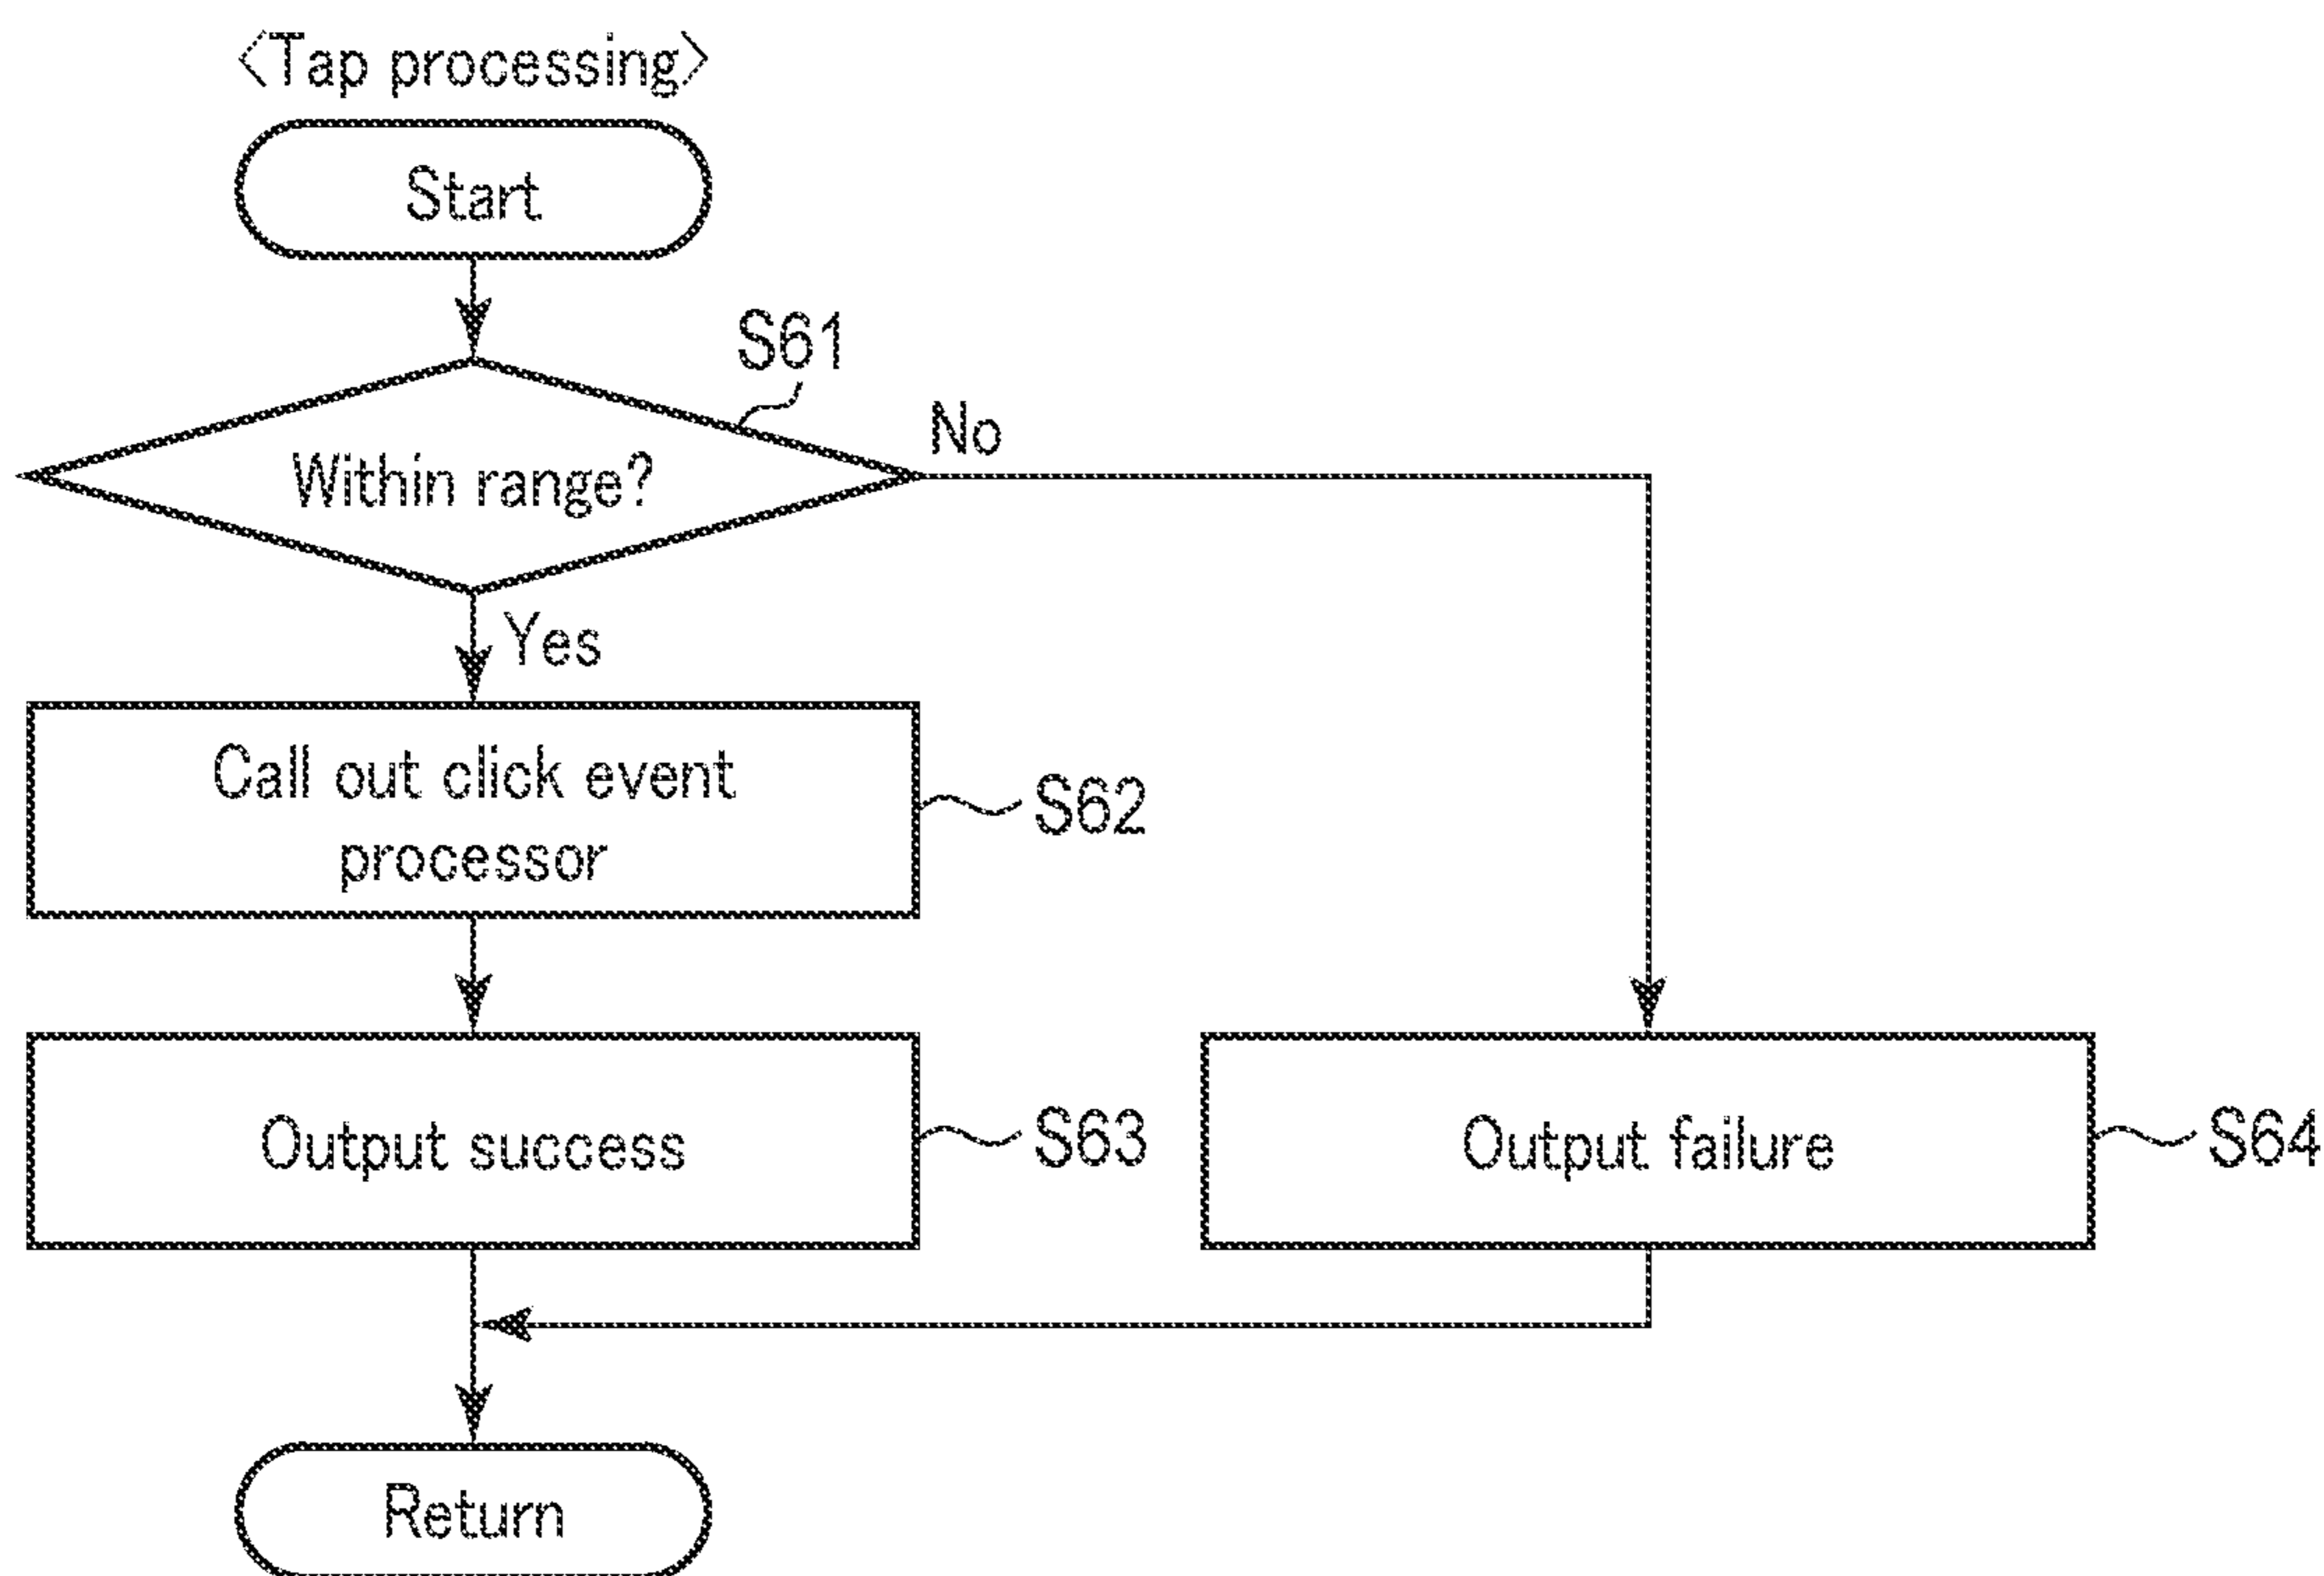 <Tap processing>
Start
S61
No
Within range?
Yes
Call out click event
processor
S62
Output success
S63
Output failure
S64
Return